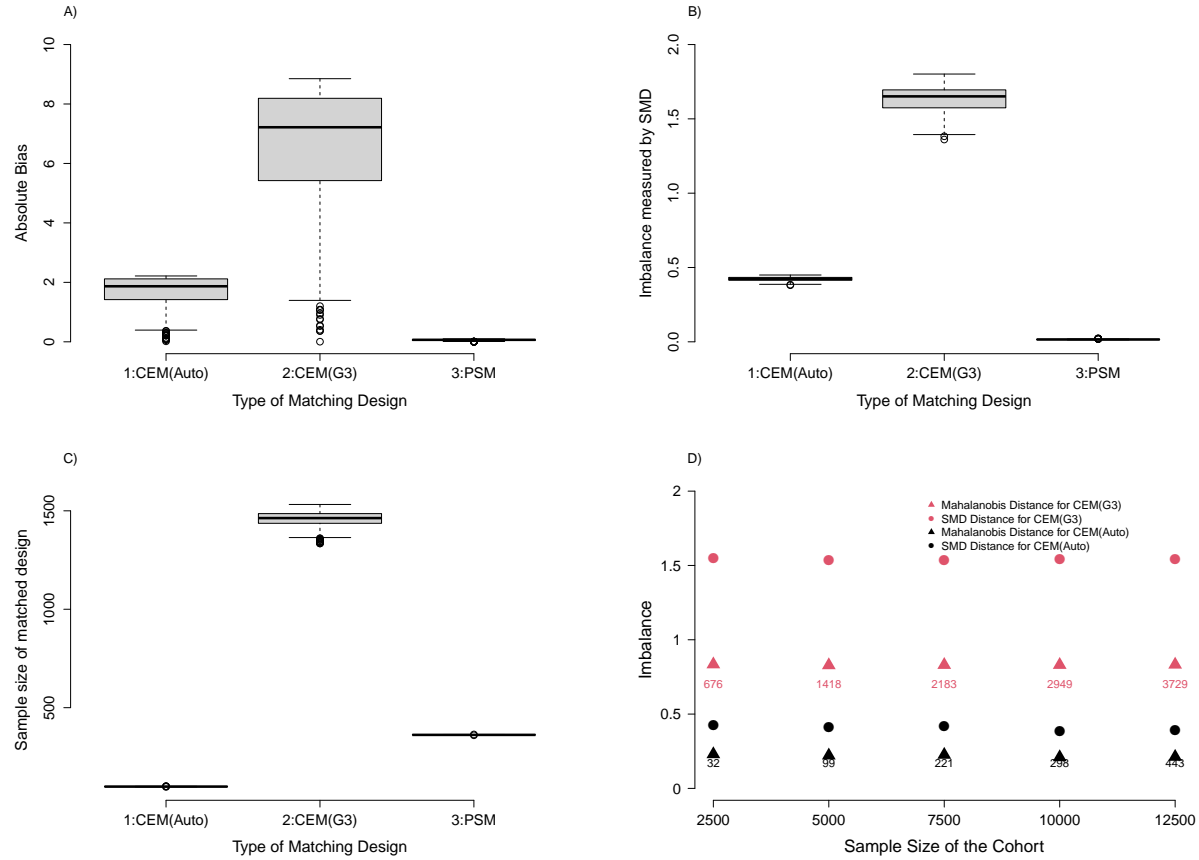 A)
Absolute Bias
10
8
6
4
2
0
1:CEM(Auto) 2:CEM(G3) 3:PSM
Type of Matching Design
B)
Imbalance measured by SMD
2.0
1.5
1.0
0.5
0.0
1:CEM(Auto) 2:CEM(G3) 3:PSM
Type of Matching Design
C)
Sample size of matched design
1500
1000
500
1:CEM(Auto) 2:CEM(G3) 3:PSM
Type of Matching Design
D)
Imbalance
2
1.5
1
0.5
0
Mahalanobis Distance for CEM(G3)
SMD Distance for CEM(G3)
Mahalanobis Distance for CEM(Auto)
SMD Distance for CEM(Auto)
676 1418 2183 2949 3729
32 99 221 298 443
2500 5000 7500 10000 12500
Sample Size of the Cohort